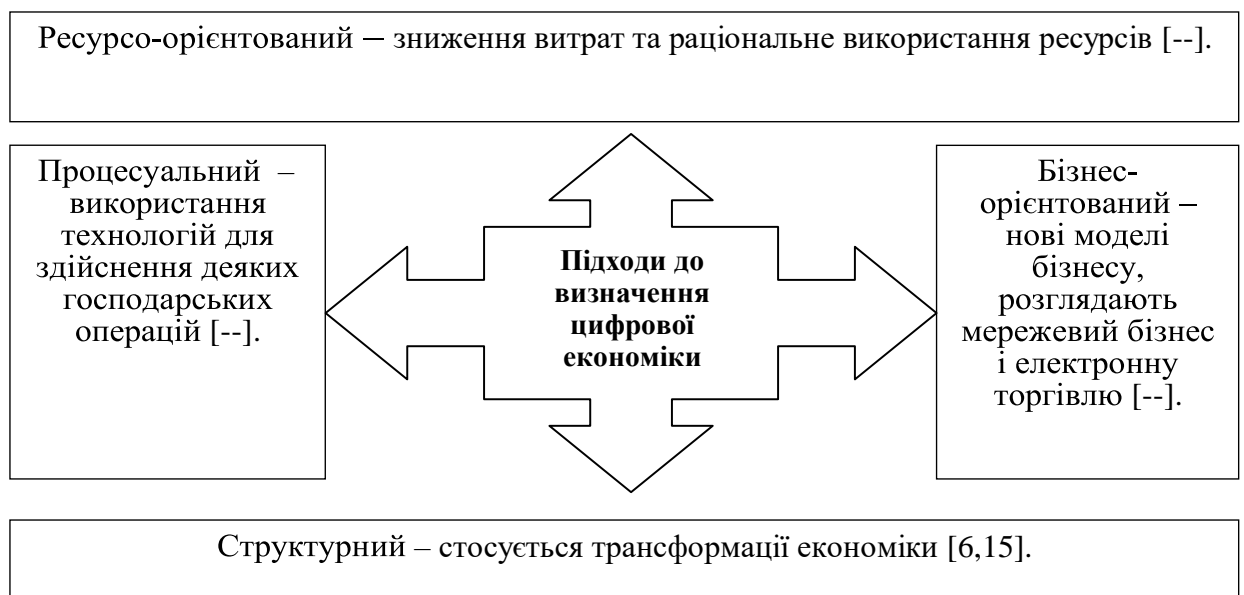 Ресурсо-орієнтований – зниження витрат та раціональне використання ресурсів [--].
Процесуальний –
використання
технологій для
здійснення деяких
господарських
операцій [--].
Підходи до
визначення
цифрової
економіки
Бізнес-
орієнтований –
нові моделі
бізнесу,
розглядають
мережевий бізнес
і електронну
торгівлю [--].
Структурний – стосується трансформації економіки [6,15].